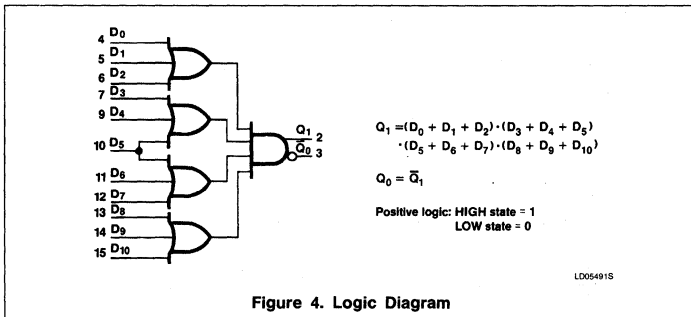 4 D0
5 D1
6 D2
7 D3
9 D4
10 D5
11 D6
12 D7
13 D8
14 D9
15 D10
Q1 2
Q̅0 3
Q1 =(D0 + D1 + D2)·(D3 + D4 + D5)
·(D5 + D6 + D7)·(D8 + D9 + D10)
Q0 = Q̅1
Positive logic: HIGH state = 1
LOW state = 0
LD05491S
Figure 4. Logic Diagram